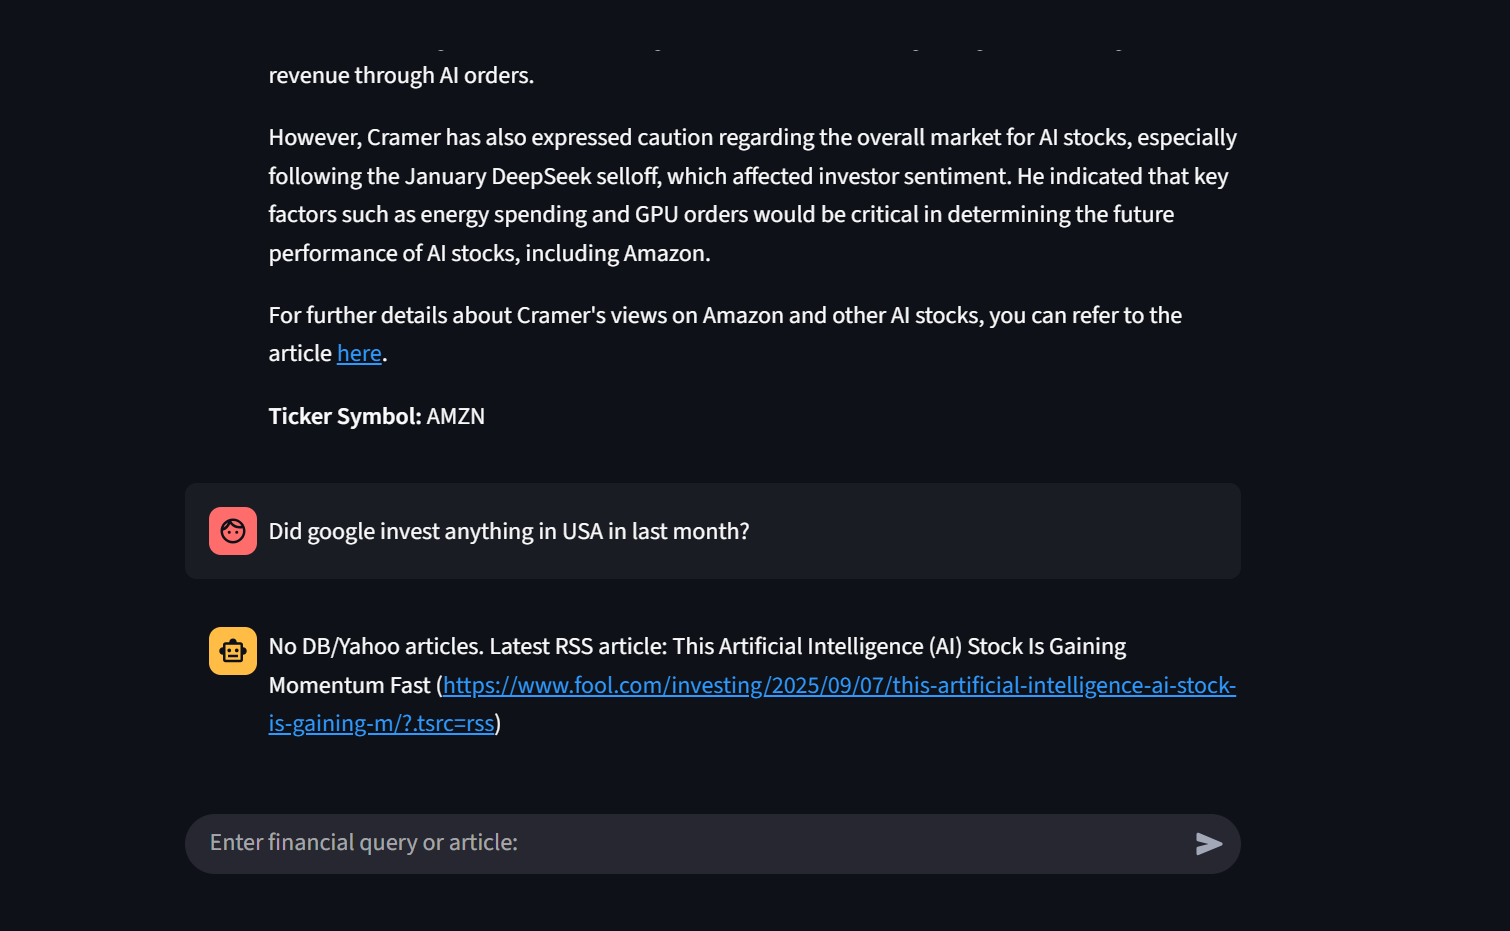 revenue through AI orders.
However, Cramer has also expressed caution regarding the overall market for AI stocks, especially
following the January DeepSeek selloff, which affected investor sentiment. He indicated that key
factors such as energy spending and GPU orders would be critical in determining the future
performance of AI stocks, including Amazon.
For further details about Cramer's views on Amazon and other AI stocks, you can refer to the
article here.
Ticker Symbol: AMZN
Did google invest anything in USA in last month?
No DB/Yahoo articles. Latest RSS article: This Artificial Intelligence (AI) Stock Is Gaining
Momentum Fast (https://www.fool.com/investing/2025/09/07/this-artificial-intelligence-ai-stock-
is-gaining-m/?.tsrc=rss)
Enter financial query or article: